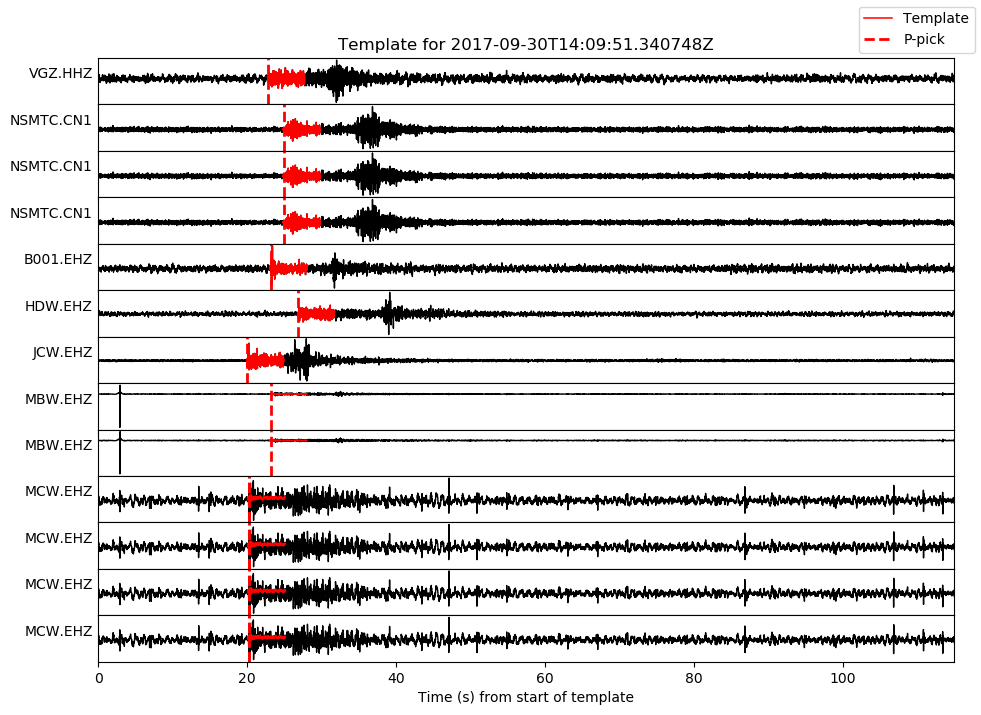 Template
P-pick
Template for 2017-09-30T14:09:51.340748Z
VGZ.HHZ
NSMTC.CN1
NSMTC.CN1
NSMTC.CN1
B001.EHZ
HDW.EHZ
JCW.EHZ
MBW.EHZ
MBW.EHZ
MCW.EHZ
MCW.EHZ
MCW.EHZ
MCW.EHZ
0 20 40 60 80 100
Time (s) from start of template